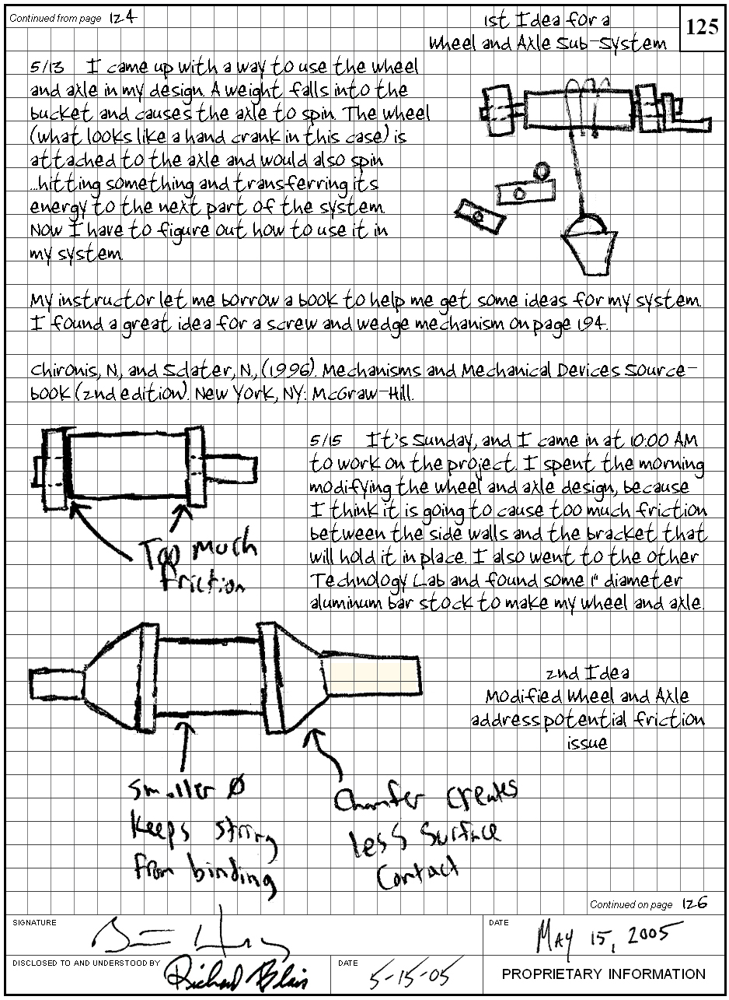 Continued from page 124
1st Idea for a
Wheel and Axle Sub-System
125
5/13 I came up with a way to use the wheel
and axle in my design. A weight falls into the
bucket and causes the axle to spin. The wheel
(what looks like a hand crank in this case) is
attached to the axle and would also spin
...hitting something and transferring its
energy to the next part of the system.
Now I have to figure out how to use it in
my system.
My instructor let me borrow a book to help me get some ideas for my system.
I found a great idea for a screw and wedge mechanism on page 194.
Chironis, N., and Sclater, N., (1996). Mechanisms and Mechanical Devices Source-
book (2nd edition). New York, NY: McGraw-Hill.
5/15 It's Sunday, and I came in at 10:00 AM
to work on the project. I spent the morning
modifying the wheel and axle design, because
I think it is going to cause too much friction
between the side walls and the bracket that
will hold it in place. I also went to the other
Technology Lab and found some 1" diameter
aluminum bar stock to make my wheel and axle.
Too Much
friction
2nd Idea
Modified Wheel and Axle
address potential friction
issue
Smaller Ø
Keeps string
from binding
Chamfer creates
less Surface
Contact
Continued on page 126
SIGNATURE
DATE
May 15, 2005
DISCLOSED TO AND UNDERSTOOD BY
Richard Blais
DATE
5-15-05
PROPRIETARY INFORMATION